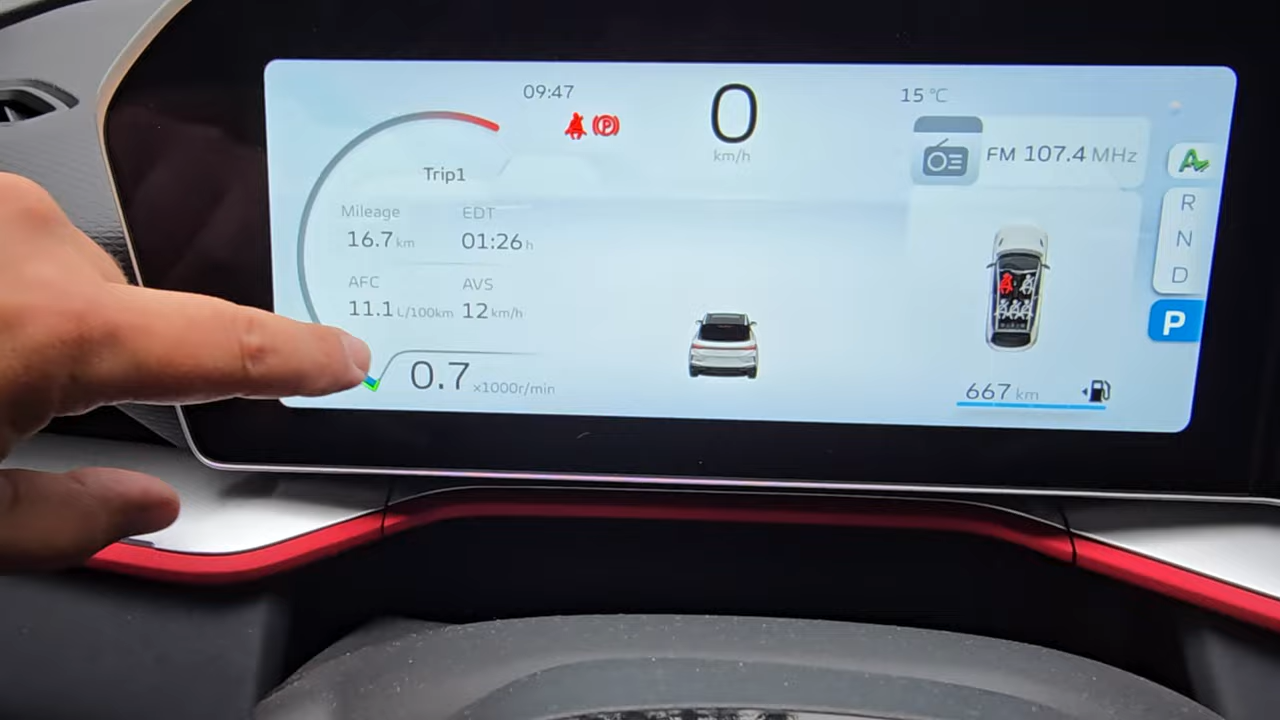 09:47
0
km/h
15 °C
FM 107.4 MHz
Trip1
Mileage
16.7 km
EDT
01:26 h
AFC
11.1 L/100km
AVS
12 km/h
0.7 x1000r/min
A
R
N
D
P
667 km